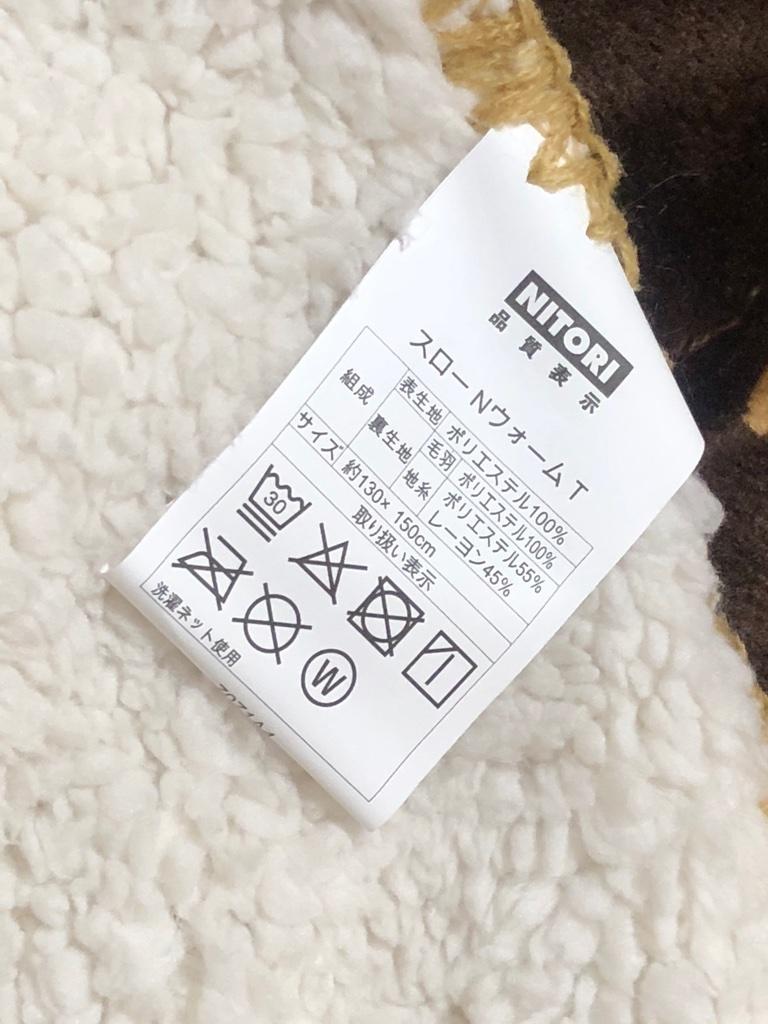 NITORI
品質表示
スロー Nウォーム T
組成 表生地 ポリエステル100%
裏生地 毛羽 ポリエステル100%
地糸 ポリエステル55%
レーヨン45%
サイズ 約130× 150cm
取り扱い表示
30
W
洗濯ネット使用